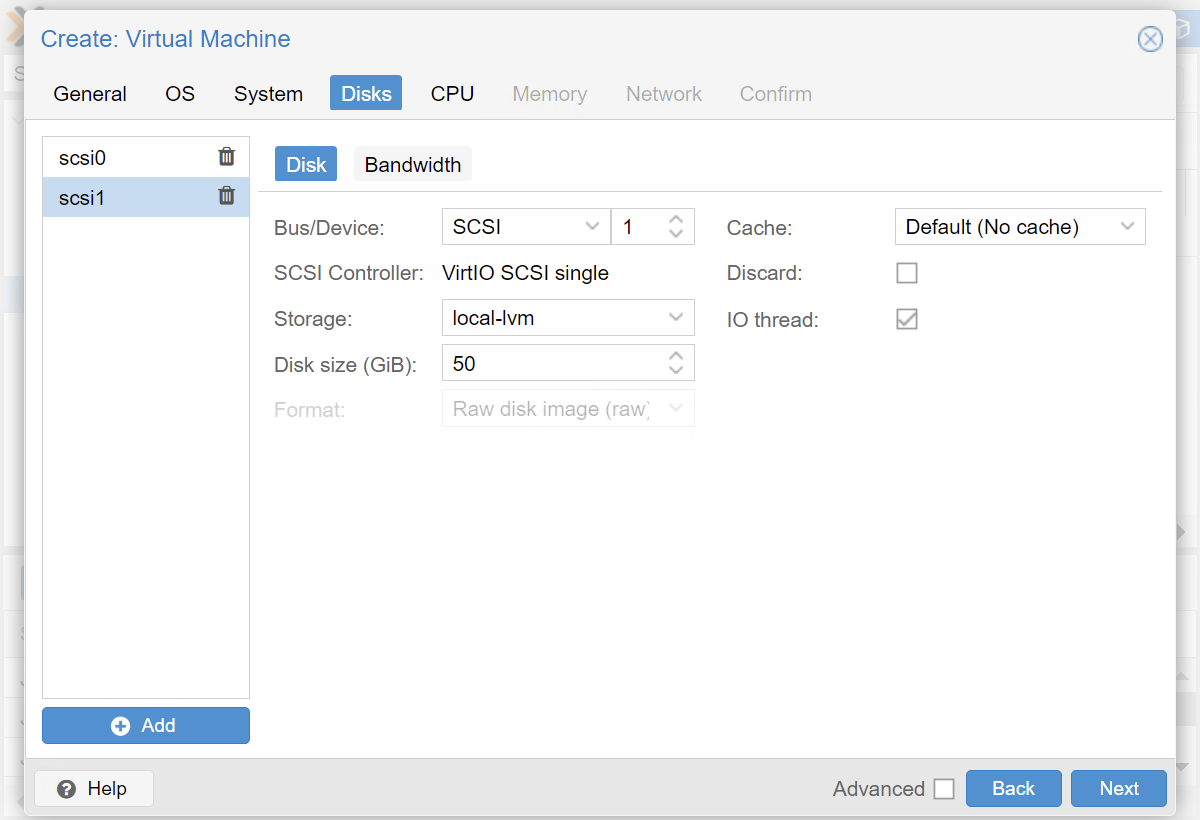 Create: Virtual Machine
General OS System Disks CPU Memory Network Confirm
scsi0
scsi1
Disk Bandwidth
Bus/Device: SCSI 1
SCSI Controller: VirtIO SCSI single
Storage: local-lvm
Disk size (GiB): 50
Format: Raw disk image (raw)
Cache: Default (No cache)
Discard:
IO thread:
Add
Help Advanced Back Next